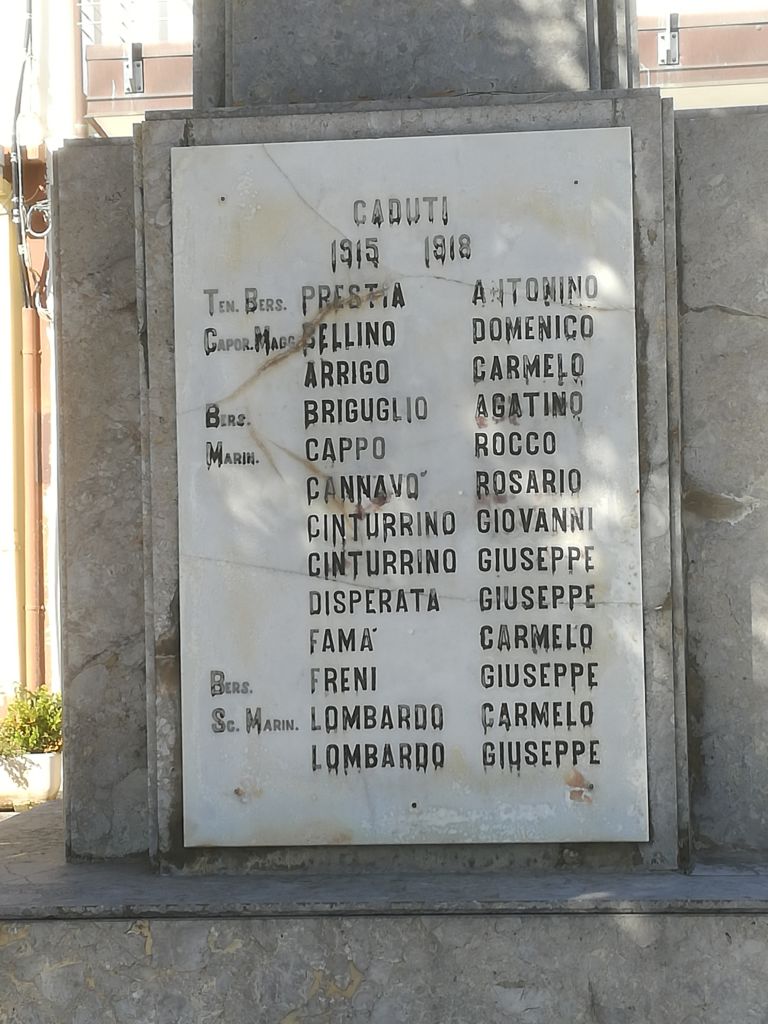 CADUTI
1915 1918
TEN. BERS. PRESTIA ANTONINO
CAPOR. MAGG. BELLINO DOMENICO
ARRIGO CARMELO
BERS. BRIGUGLIO AGATINO
MARIN. CAPPO ROCCO
CANNAVO' ROSARIO
CINTURRINO GIOVANNI
CINTURRINO GIUSEPPE
DISPERATA GIUSEPPE
FAMA' CARMELO
BERS. FRENI GIUSEPPE
SG. MARIN. LOMBARDO CARMELO
LOMBARDO GIUSEPPE